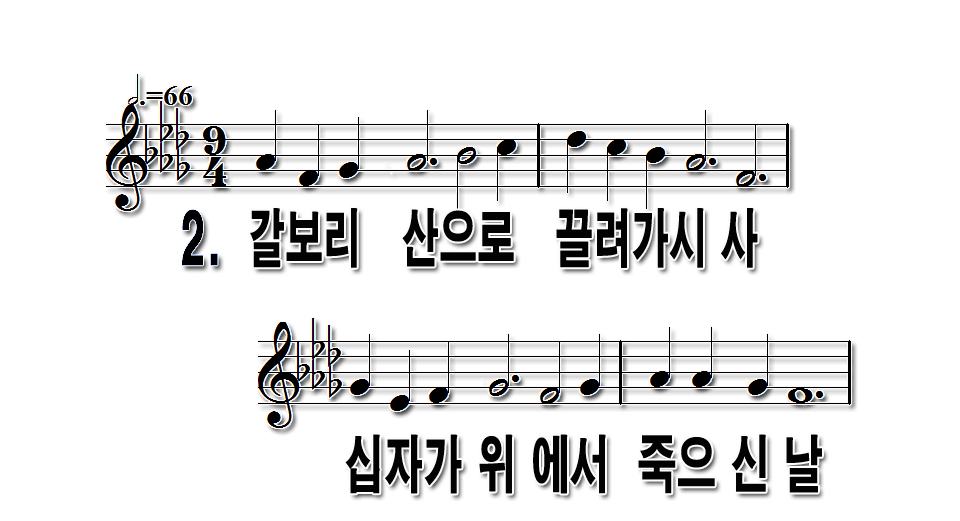 ♩.=66
9
4
2. 갈보리 산으로 끌려가시 사
십자가 위 에서 죽으 신 날